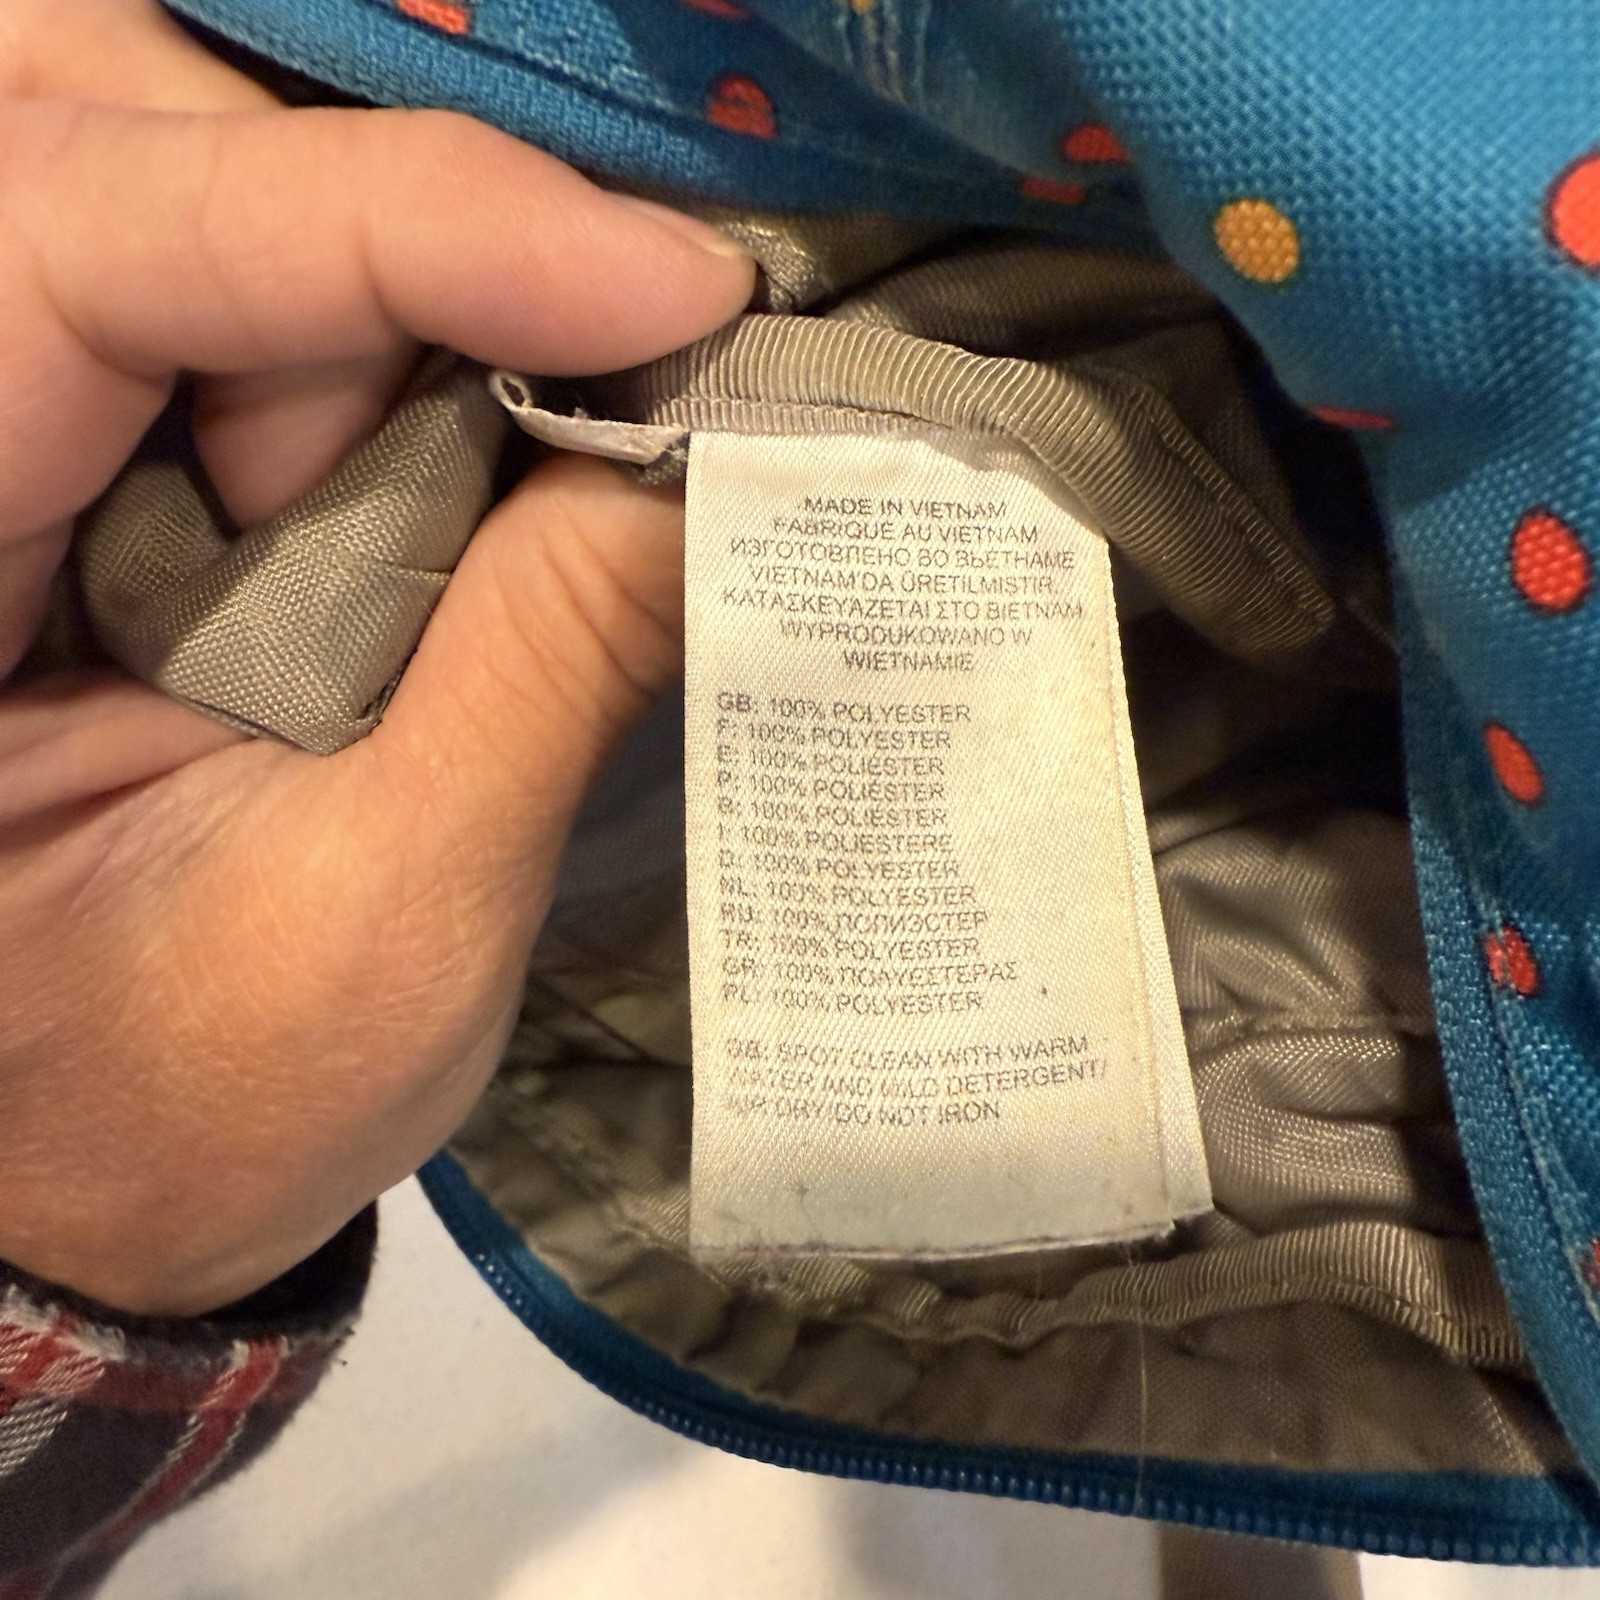 MADE IN VIETNAM
FABRIQUE AU VIETNAM
ИЗГОТОВЛЕНО ВО ВЬЕТНАМЕ
VIETNAM'DA ÜRETILMISTIR.
ΚΑΤΑΣΚΕΥΑΖΕΤΑΙ ΣΤΟ ΒΙΕΤΝΑΜ
WYPRODUKOWANO W
WIETNAMIE
GB: 100% POLYESTER
F: 100% POLYESTER
E: 100% POLIESTER
P: 100% POLIESTER
B: 100% POLIESTER
I: 100% POLIESTERE
D: 100% POLYESTER
NL: 100% POLYESTER
RU: 100% ПОЛИЭСТЕР
TR: 100% POLYESTER
GR: 100% ΠΟΛΥΕΣΤΕΡΑΣ
PL: 100% POLYESTER
GB: SPOT CLEAN WITH WARM
WATER AND MILD DETERGENT/
AIR DRY/DO NOT IRON